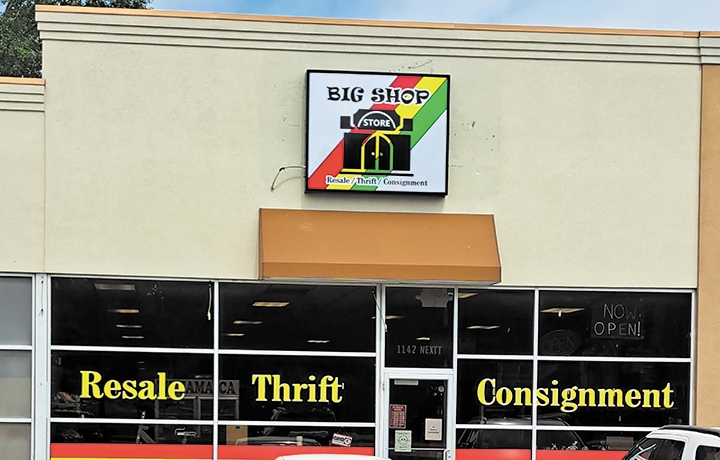 BIG SHOP
STORE
Resale / Thrift / Consignment
NOW
OPEN!
1142 NEXTT
Resale Thrift Consignment